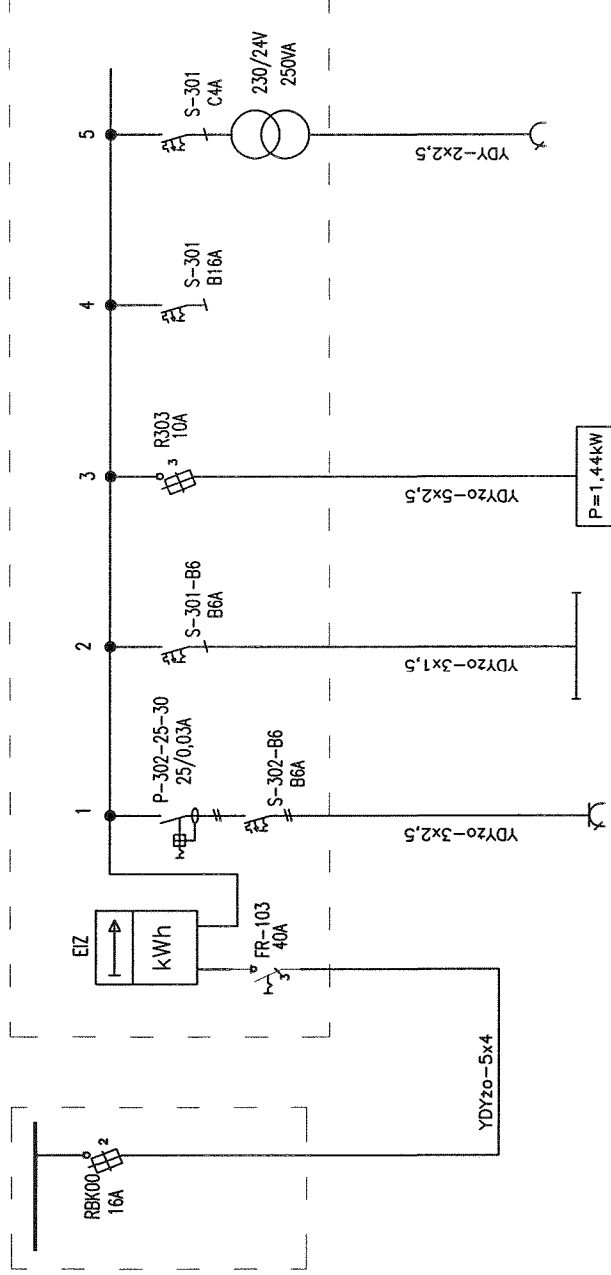 RBK00
16A
2
YDYżo-5x4
EIZ
kWh
FR-103
40A
3
1
P-302-25-30
25/0,03A
S-302-B6
B6A
YDYżo-3x2,5
2
S-301-B6
B6A
YDYżo-3x1,5
3
R303
10A
3
YDYżo-5x2,5
P=1,44kW
4
S-301
B16A
5
S-301
C4A
230/24V
250VA
YDY-2x2,5